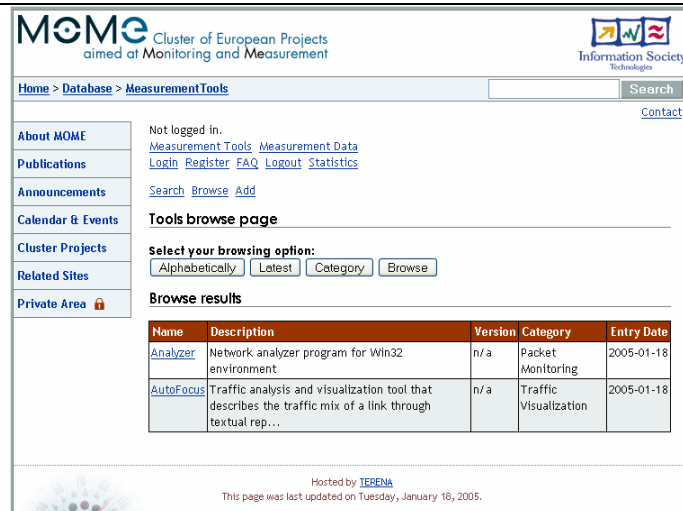 MOME Cluster of European Projects
aimed at Monitoring and Measurement
Information Society
Technologies
Home > Database > MeasurementTools
Search
Contact
About MOME
Publications
Announcements
Calendar & Events
Cluster Projects
Related Sites
Private Area
Not logged in.
Measurement Tools Measurement Data
Login Register FAQ Logout Statistics
Search Browse Add
Tools browse page
Select your browsing option:
Alphabetically Latest Category Browse
Browse results
Name Description Version Category Entry Date
Analyzer Network analyzer program for Win32 n/a Packet 2005-01-18
environment Monitoring
AutoFocus Traffic analysis and visualization tool that n/a Traffic 2005-01-18
describes the traffic mix of a link through Visualization
textual rep...
Hosted by TERENA
This page was last updated on Tuesday, January 18, 2005.